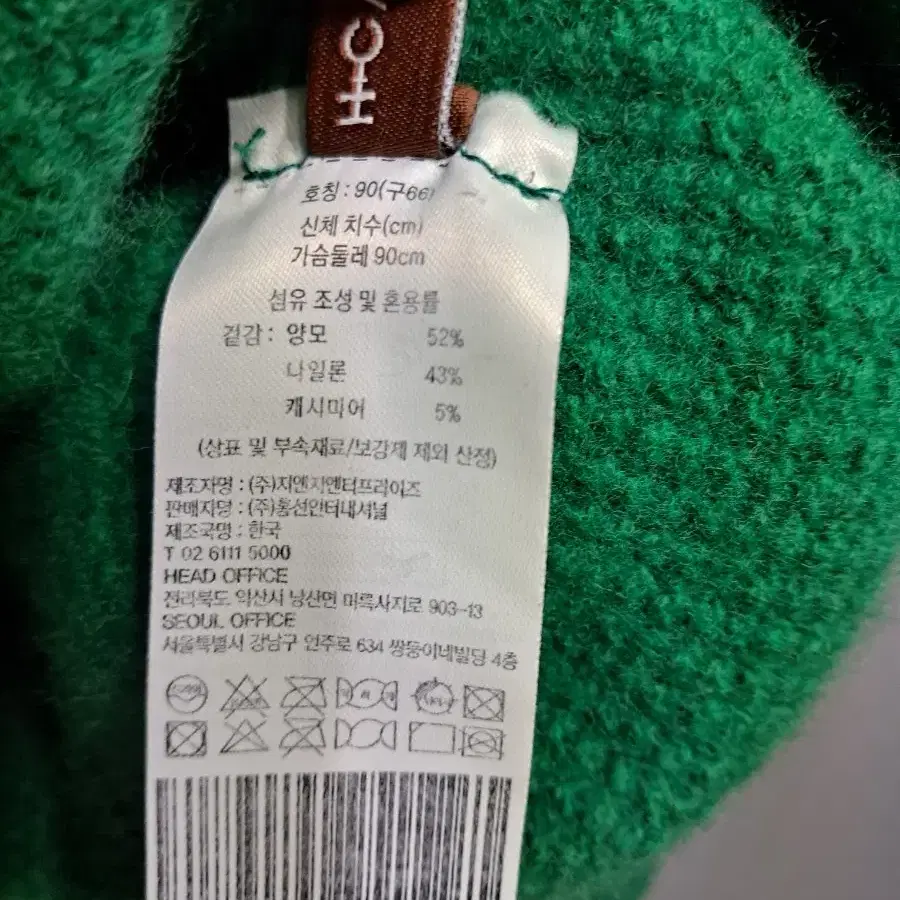 호칭 : 90(구66)
신체 치수(cm)
가슴둘레 90cm
섬유 조성 및 혼용률
겉감 : 양모 52%
나일론 43%
캐시미어 5%
(상표 및 부속재료/보강제 제외 산정)
제조자명 : (주)지엔지엔터프라이즈
판매자명 : (주)통선인터내셔널
제조국명 : 한국
T 02 6111 5000
HEAD OFFICE
전라북도 익산시 낭산면 미륵사지로 903-13
SEOUL OFFICE
서울특별시 강남구 언주로 634 쌍둥이네빌딩 4층